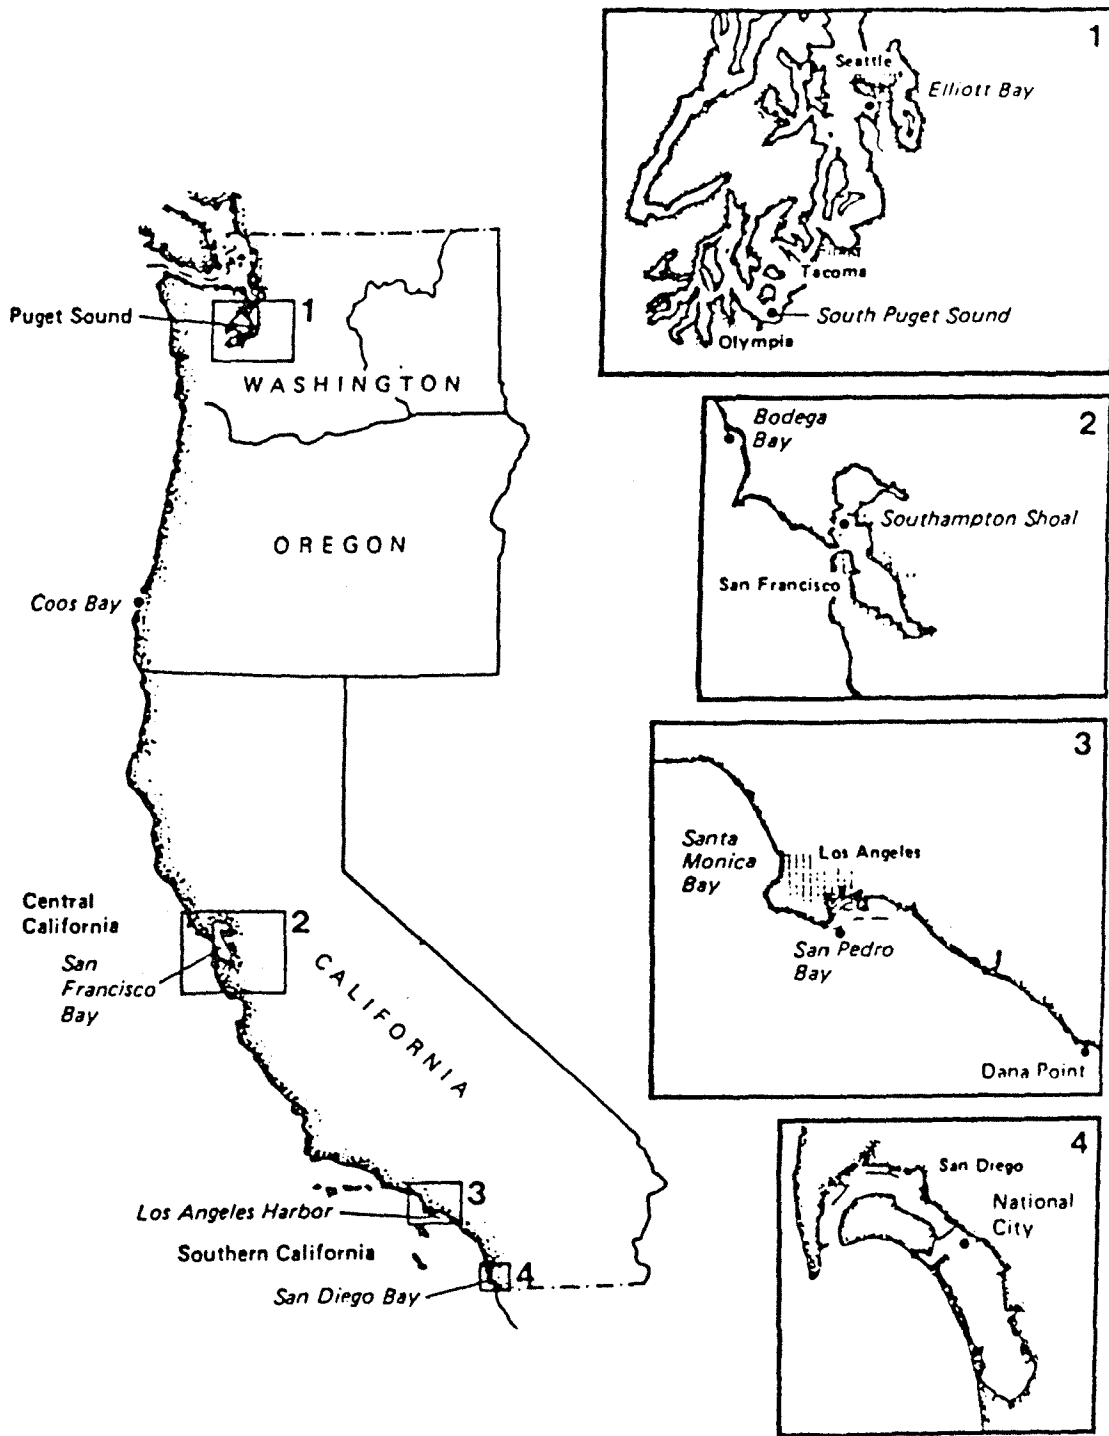 Puget Sound
1
WASHINGTON
OREGON
Coos Bay
Central
California
San
Francisco
Bay
2
CALIFORNIA
3
Los Angeles Harbor
Southern California
4
San Diego Bay
1
Seattle
Elliott Bay
Tacoma
South Puget Sound
Olympia
2
Bodega
Bay
Southampton Shoal
San Francisco
3
Santa
Monica
Bay
Los Angeles
San Pedro
Bay
Dana Point
4
San Diego
National
City